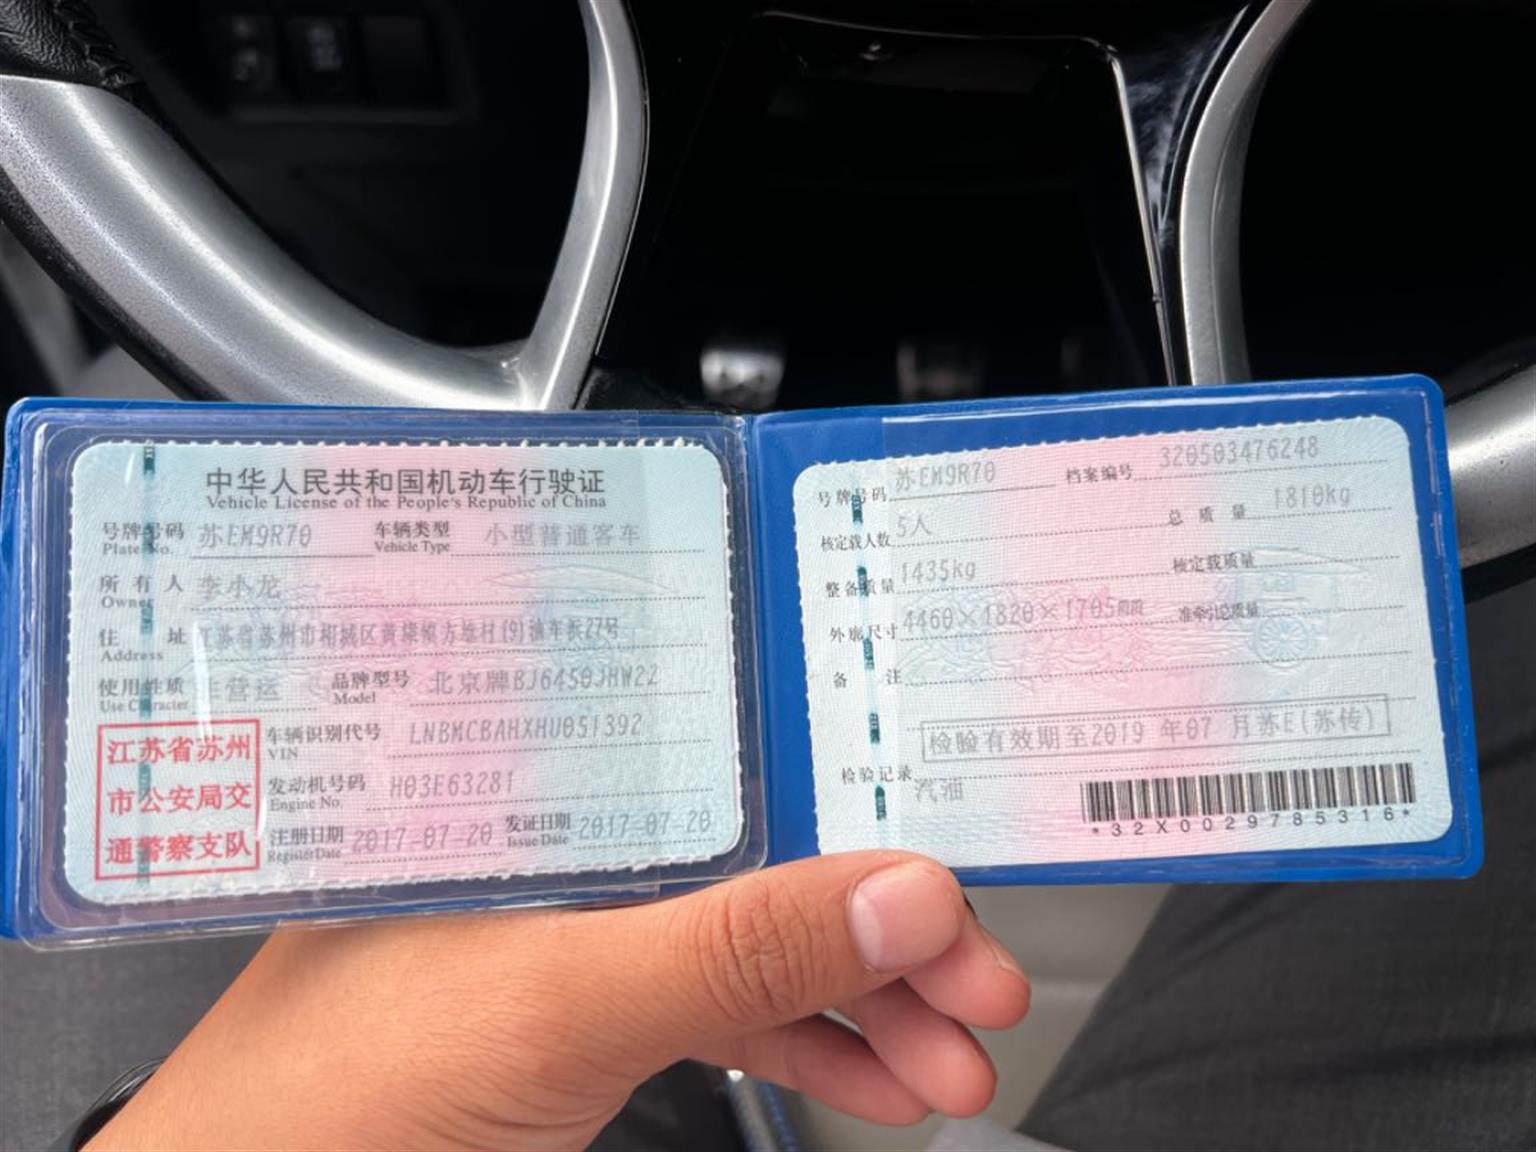 中华人民共和国机动车行驶证
Vehicle License of the People's Republic of China
号牌号码 苏EM9R70 车辆类型 小型普通客车
Plate No. Vehicle Type
所有人 李小龙
Owner
住址 江苏省苏州市相城区黄埭镇方埝村(9)油车浜27号
Address
使用性质 非营运 品牌型号 北京牌BJ6450JHW22
Use Character Model
江苏省苏州
市公安局交
通警察支队
车辆识别代号 LNBMCBAHXHU051392
VIN
发动机号码 H03E63281
Engine No.
注册日期 2017-07-20 发证日期 2017-07-20
Register Date Issue Date
号牌号码 苏EM9R70 档案编号 320503476248
核定载人数 5人 总质量 1810kg
整备质量 1435kg 核定载质量
外廓尺寸 4460×1820×1705 准牵引总质量
备注
检验有效期至2019 年07 月苏E(苏传)
检验记录
汽油
*32X0029785316*